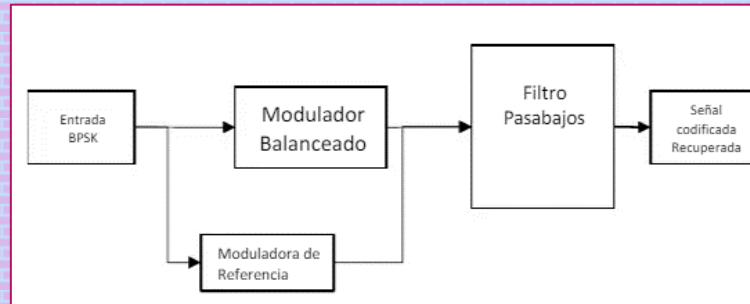 Entrada
BPSK
Modulador
Balanceado
Moduladora de
Referencia
Filtro
Pasabajos
Señal
codificada
Recuperada